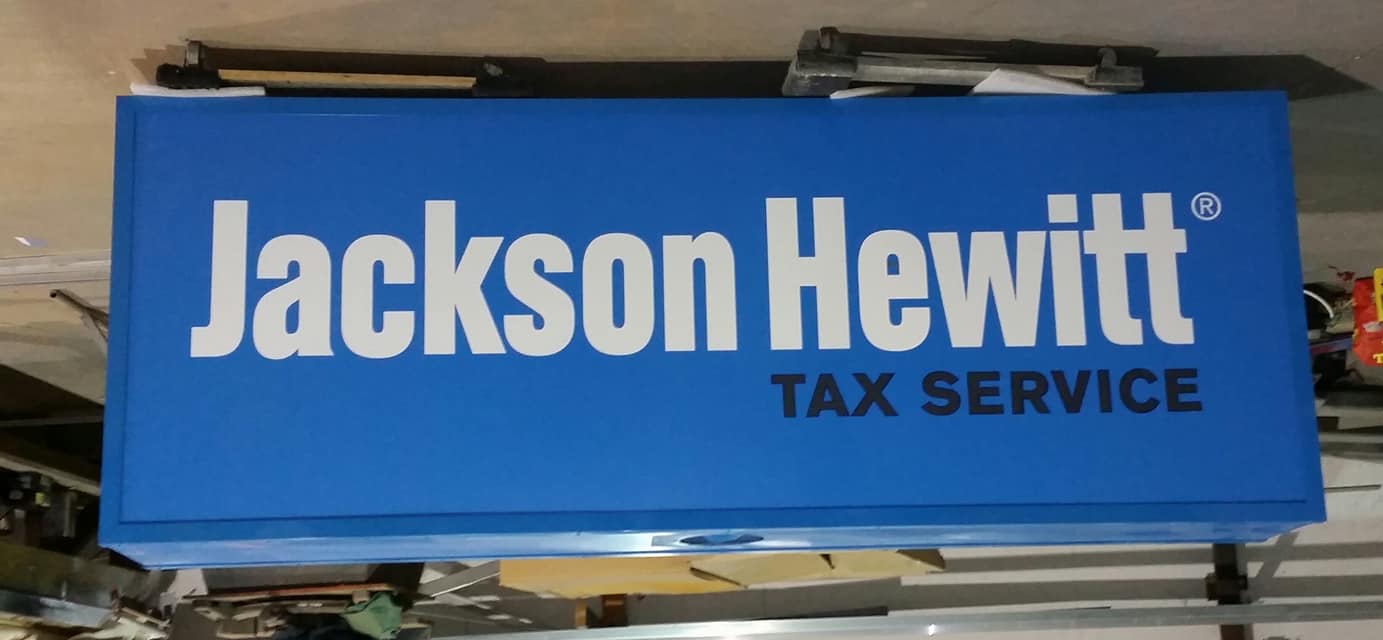 Jackson Hewitt®
TAX SERVICE